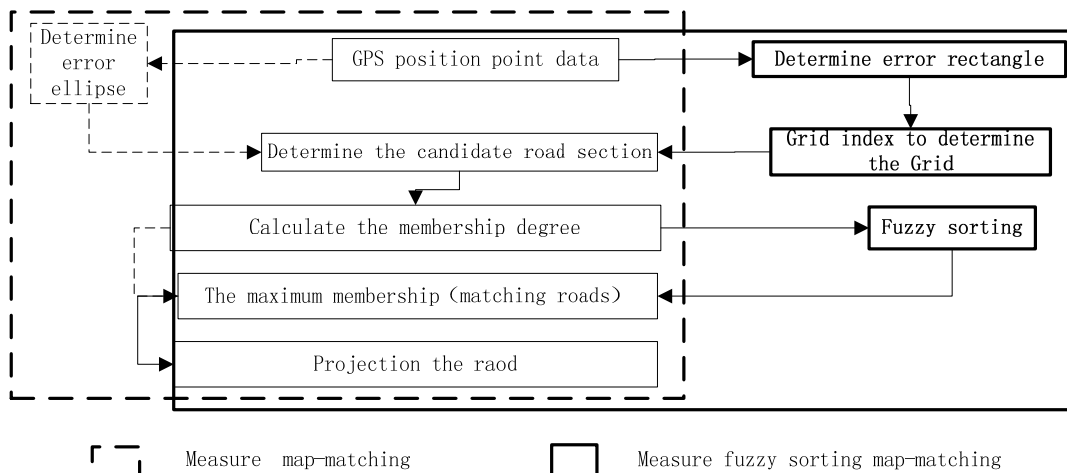 Determine
error
ellipse
GPS position point data
Determine error rectangle
Determine the candidate road section
Grid index to determine
the Grid
Calculate the membership degree
Fuzzy sorting
The maximum membership（matching roads）
Projection the raod
Measure map-matching
Measure fuzzy sorting map-matching